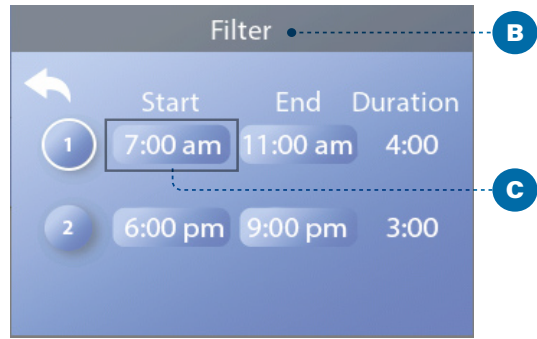 Filter B
Start End Duration
1 7:00 am 11:00 am 4:00
C
2 6:00 pm 9:00 pm 3:00